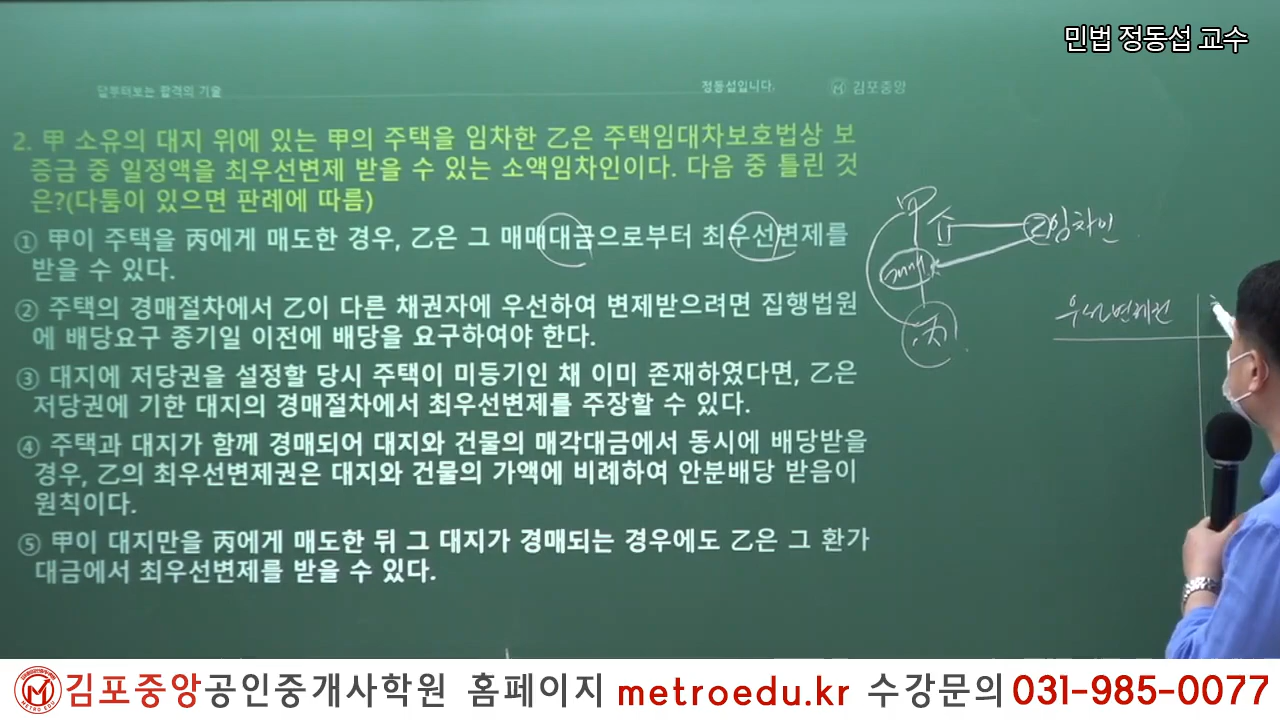 민법 정동섭 교수
답부터보는 합격의 기술
정동섭입니다.
김포중앙
2. 甲 소유의 대지 위에 있는 甲의 주택을 임차한 乙은 주택임대차보호법상 보
증금 중 일정액을 최우선변제 받을 수 있는 소액임차인이다. 다음 중 틀린 것
은?(다툼이 있으면 판례에 따름)
① 甲이 주택을 丙에게 매도한 경우, 乙은 그 매매대금으로부터 최우선변제를
받을 수 있다.
② 주택의 경매절차에서 乙이 다른 채권자에 우선하여 변제받으려면 집행법원
에 배당요구 종기일 이전에 배당을 요구하여야 한다.
③ 대지에 저당권을 설정할 당시 주택이 미등기인 채 이미 존재하였다면, 乙은
저당권에 기한 대지의 경매절차에서 최우선변제를 주장할 수 있다.
④ 주택과 대지가 함께 경매되어 대지와 건물의 매각대금에서 동시에 배당받을
경우, 乙의 최우선변제권은 대지와 건물의 가액에 비례하여 안분배당 받음이
원칙이다.
⑤ 甲이 대지만을 丙에게 매도한 뒤 그 대지가 경매되는 경우에도 乙은 그 환가
대금에서 최우선변제를 받을 수 있다.
甲
乙임차인
매매
우선변제권
김포중앙공인중개사학원 홈페이지 metroedu.kr 수강문의 031-985-0077
METRO EDU